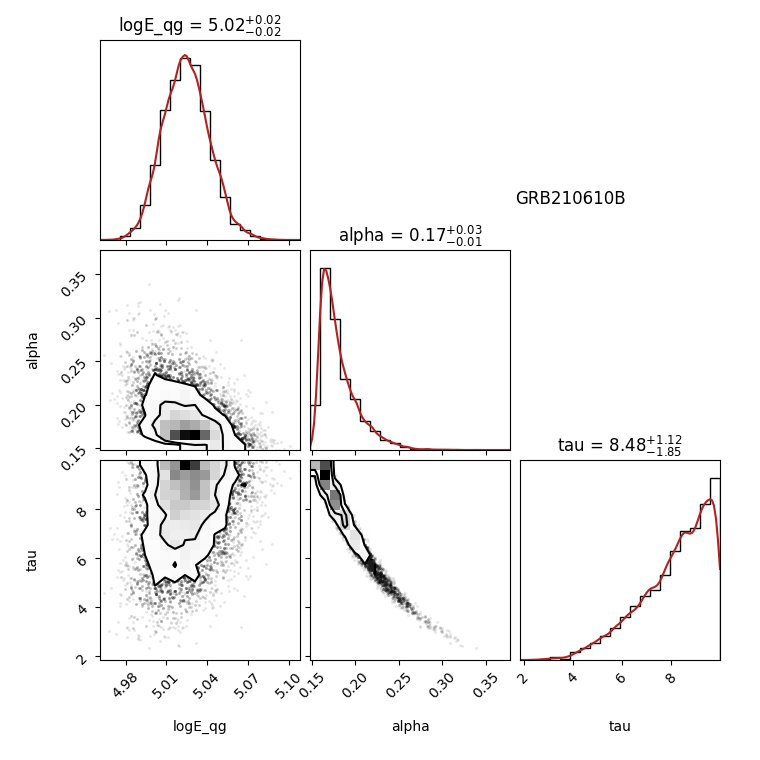 logE_qg = 5.02+0.02−0.02
GRB210610B
alpha = 0.17+0.03−0.01
alpha
0.35
0.30
0.25
0.20
0.15
tau = 8.48+1.12−1.85
tau
8
6
4
2
4.98 5.01 5.04 5.07 5.10
0.15 0.20 0.25 0.30 0.35
2 4 6 8
logE_qg alpha tau